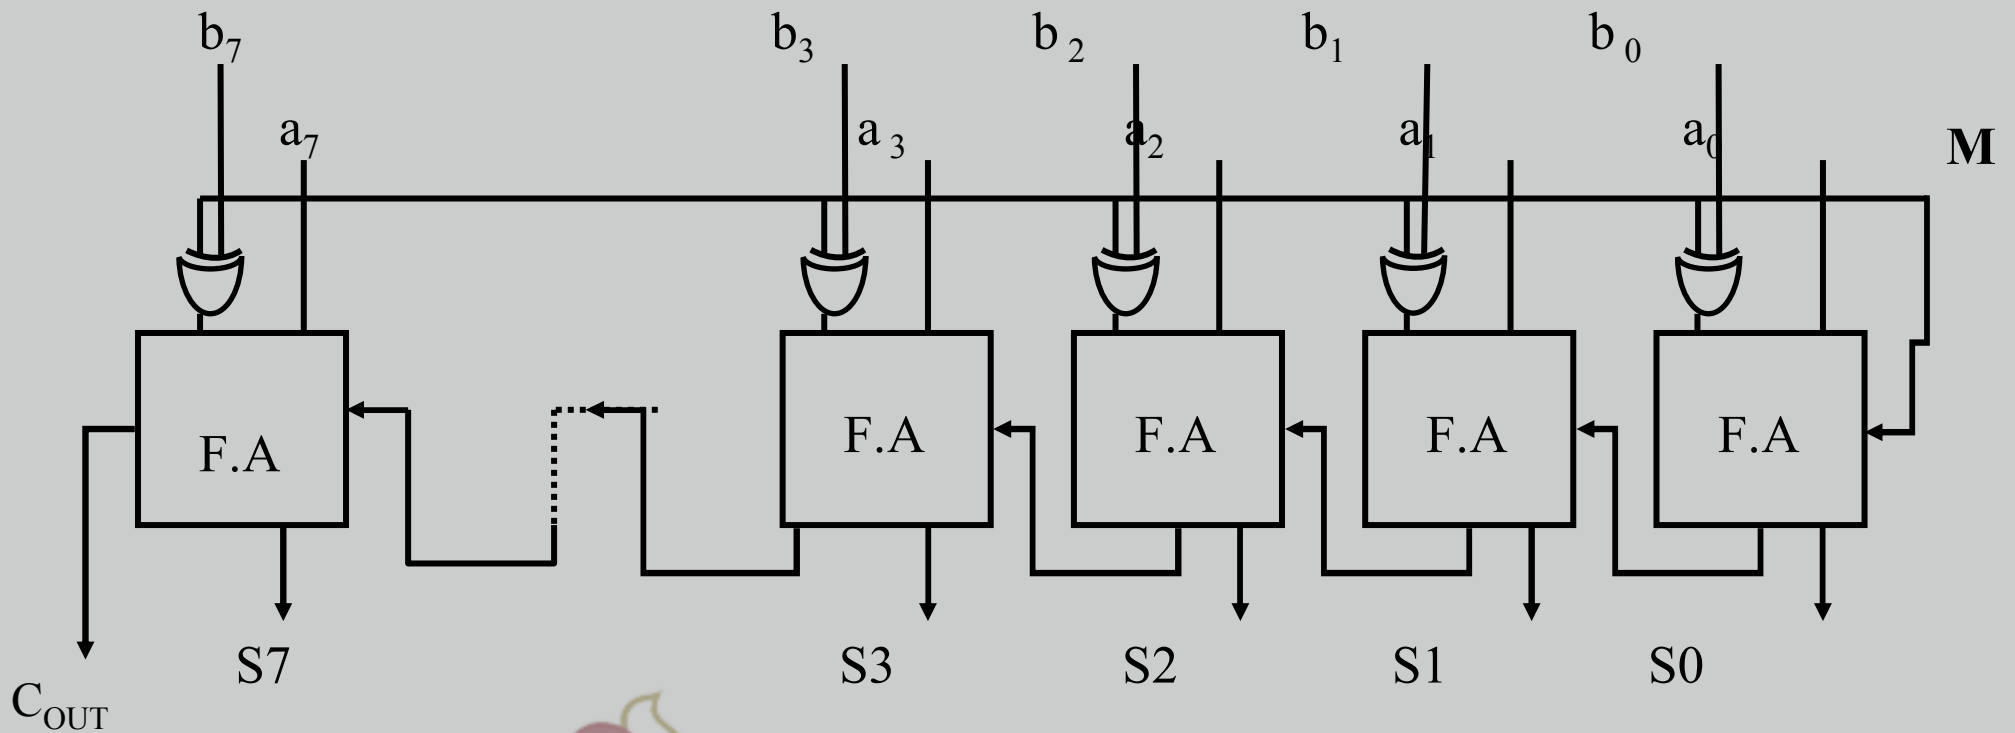 b7 b3 b2 b1 b0
a7 a3 a2 a1 a0 M
F.A F.A F.A F.A F.A
S7 S3 S2 S1 S0
COUT